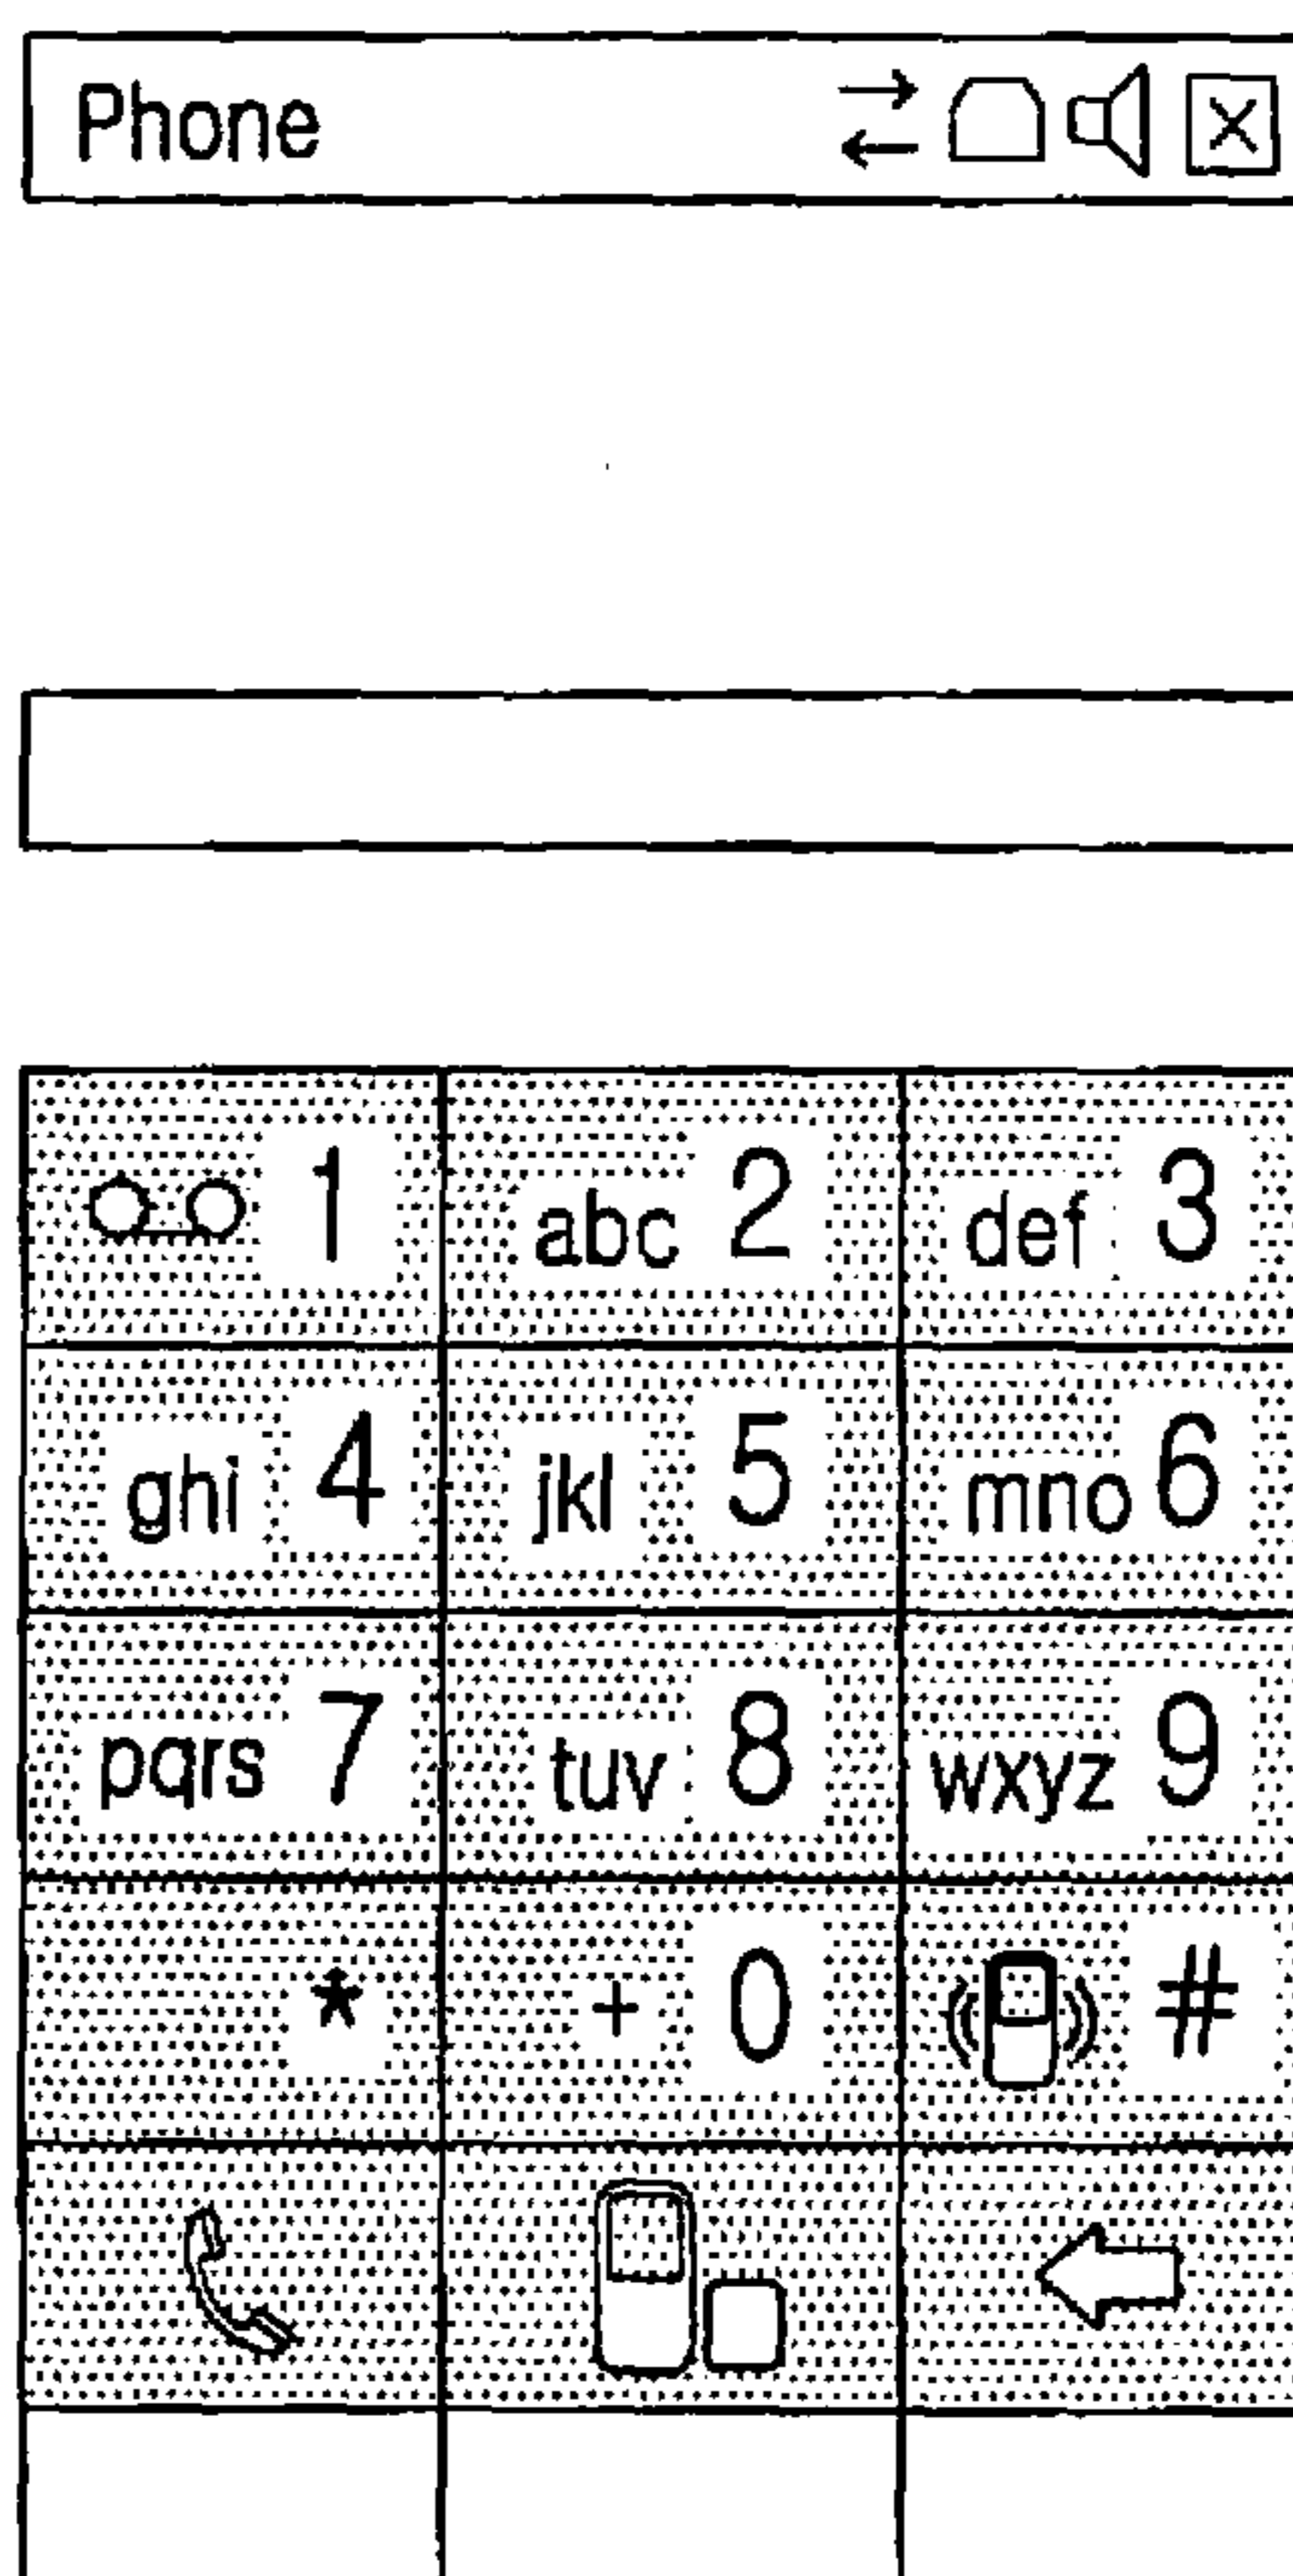 Phone
1 abc 2 def 3
ghi 4 jkl 5 mno 6
pqrs 7 tuv 8 wxyz 9
* + 0 #